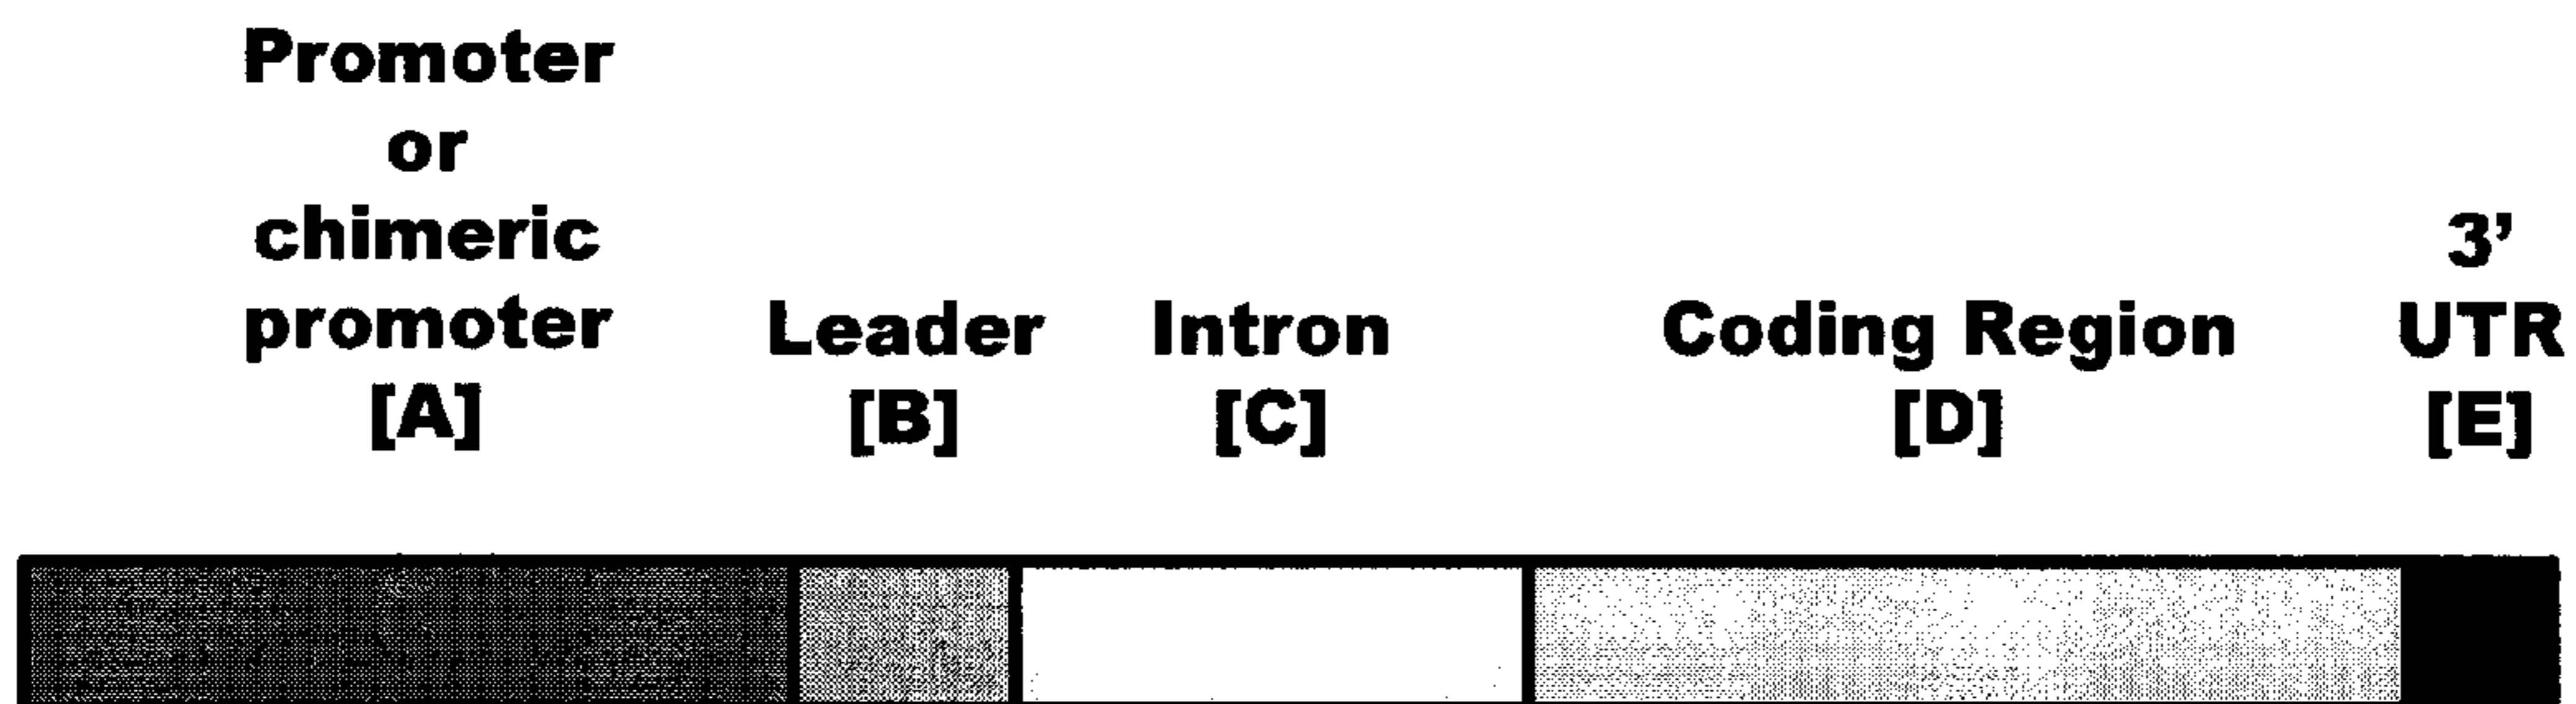 Promoter
or
chimeric
promoter
[A]
Leader
[B]
Intron
[C]
Coding Region
[D]
3’
UTR
[E]